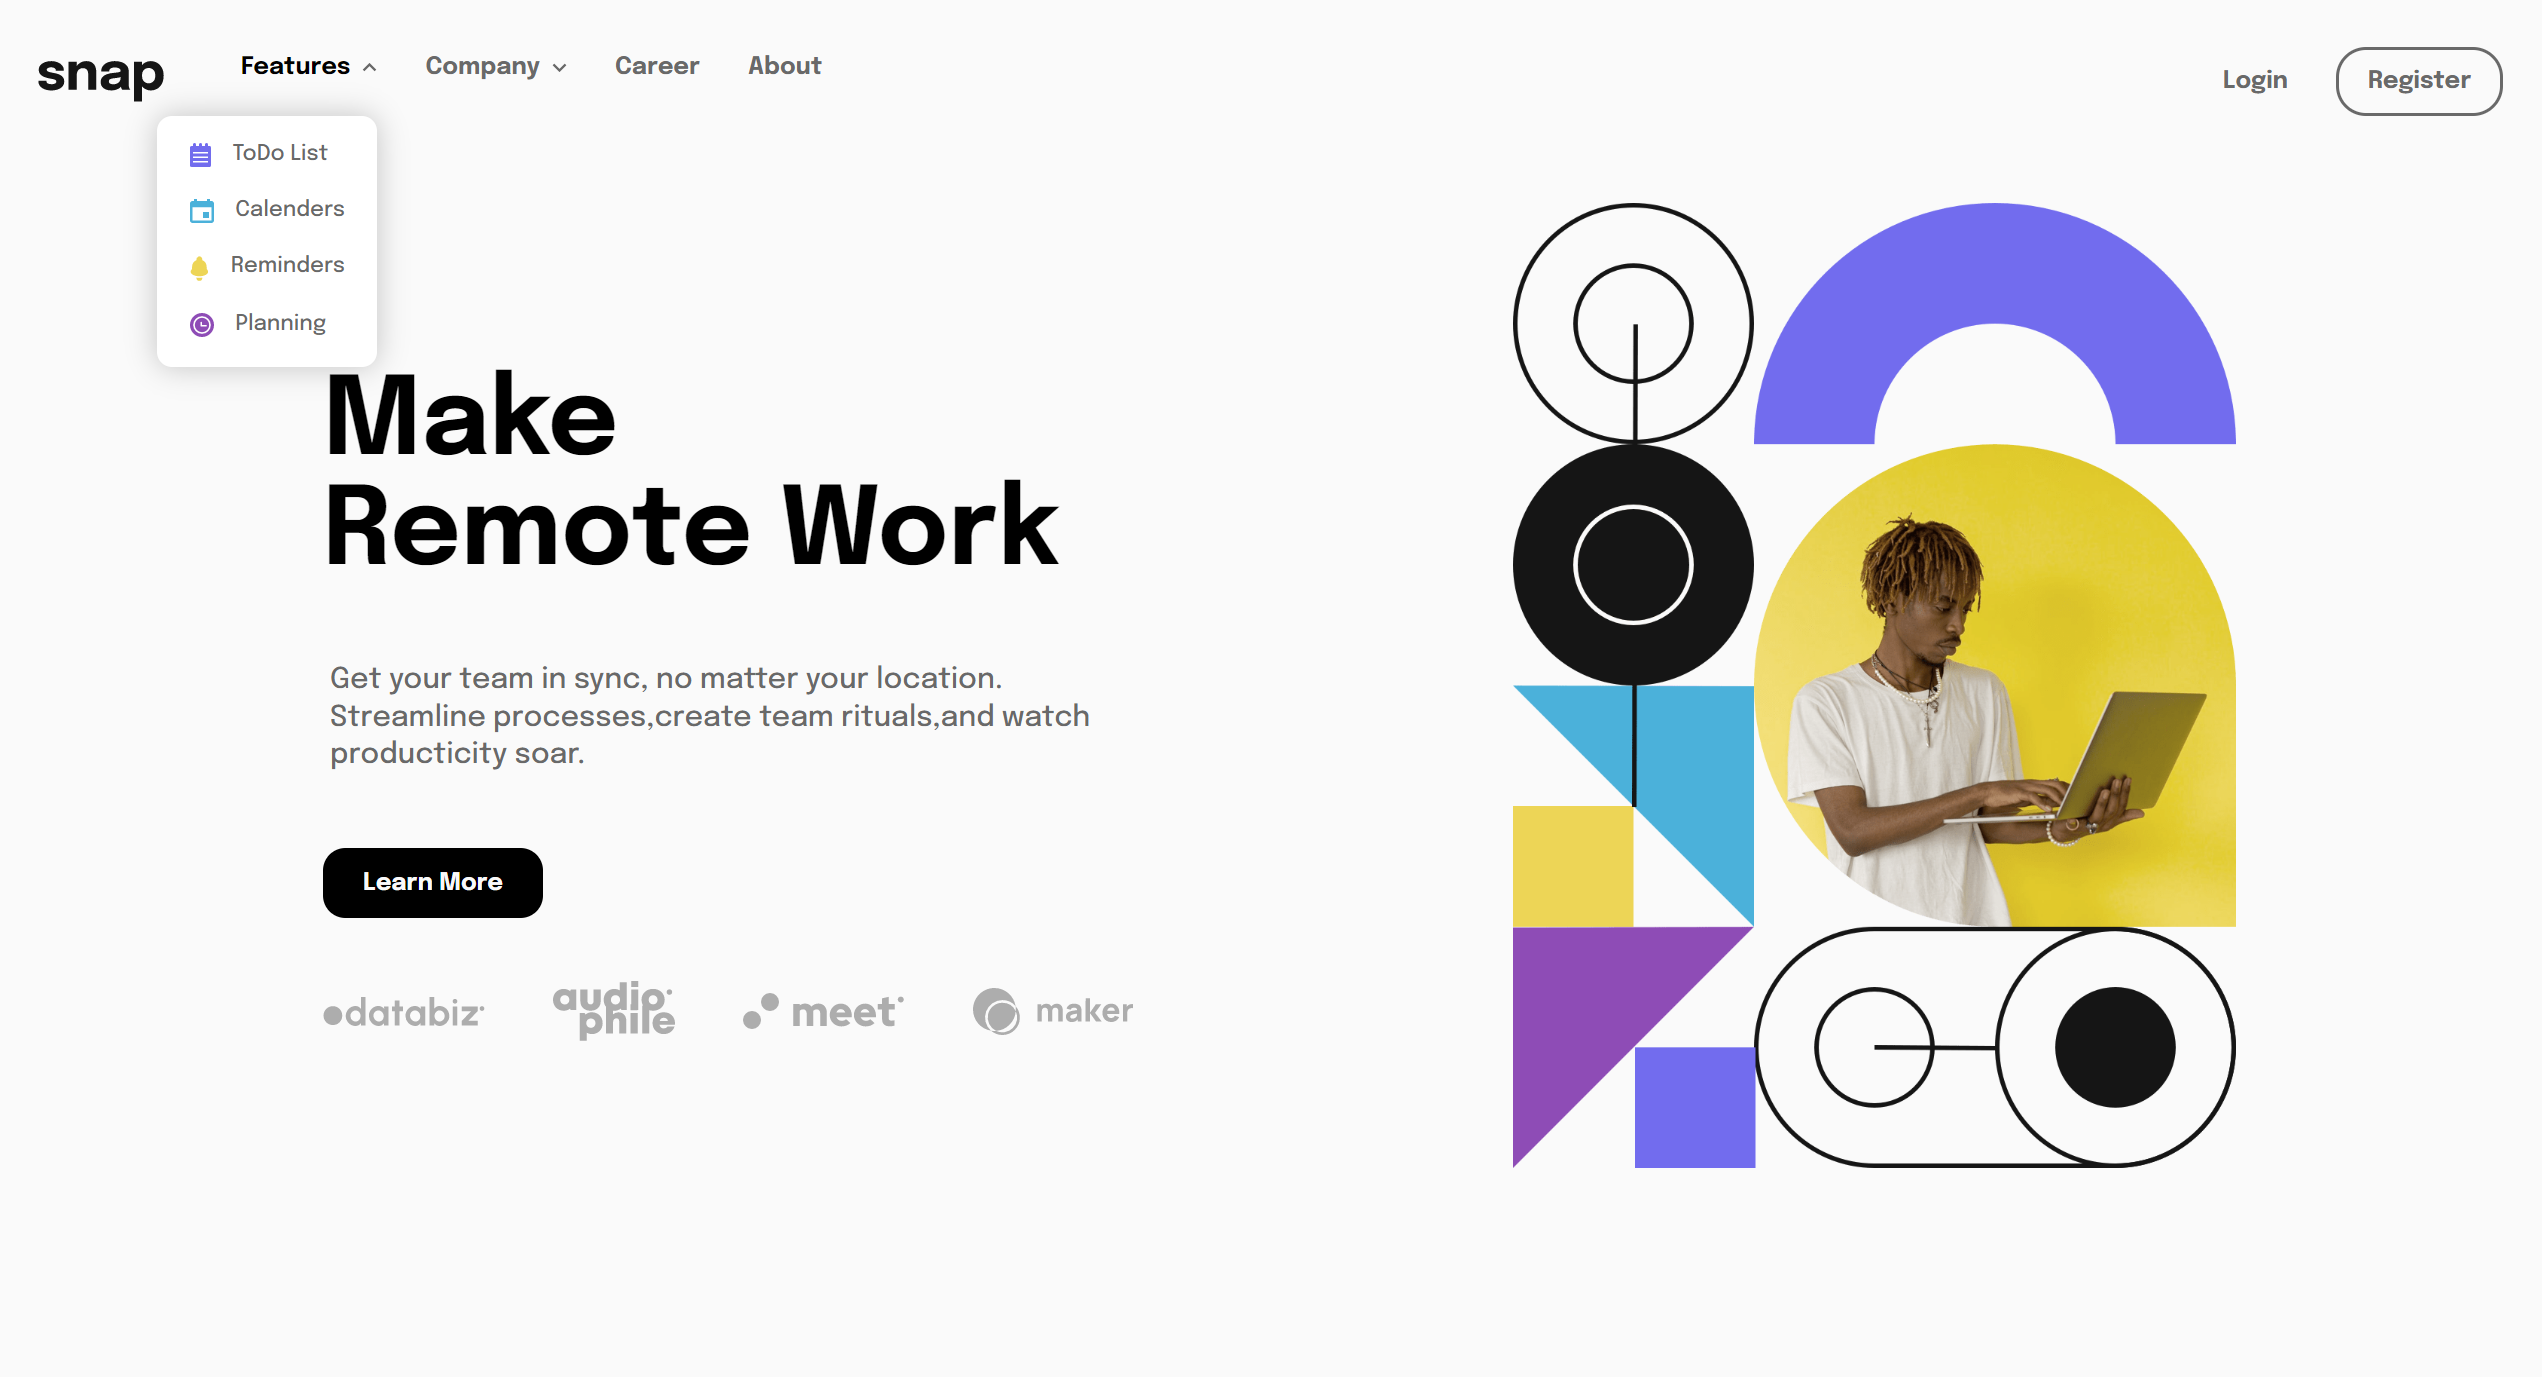 snap
Features
Company
Career
About
Login
Register
ToDo List
Calenders
Reminders
Planning
Make
Remote Work
Get your team in sync, no matter your location.
Streamline processes,create team rituals,and watch
producticity soar.
Learn More
databiz
audio
phile
meet
maker